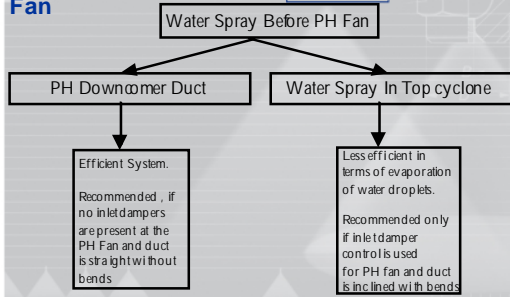 Fan
Water Spray Before PH Fan
PH Downcomer Duct
Water Spray In Top cyclone
Efficient System.
Recommended , if
no inlet dampers
are present at the
PH Fan and duct
is straight without
bends
Less efficient in
terms of evaporation
of water droplets.
Recommended only
if inlet damper
control is used
for PH fan and duct
is inclined with bends